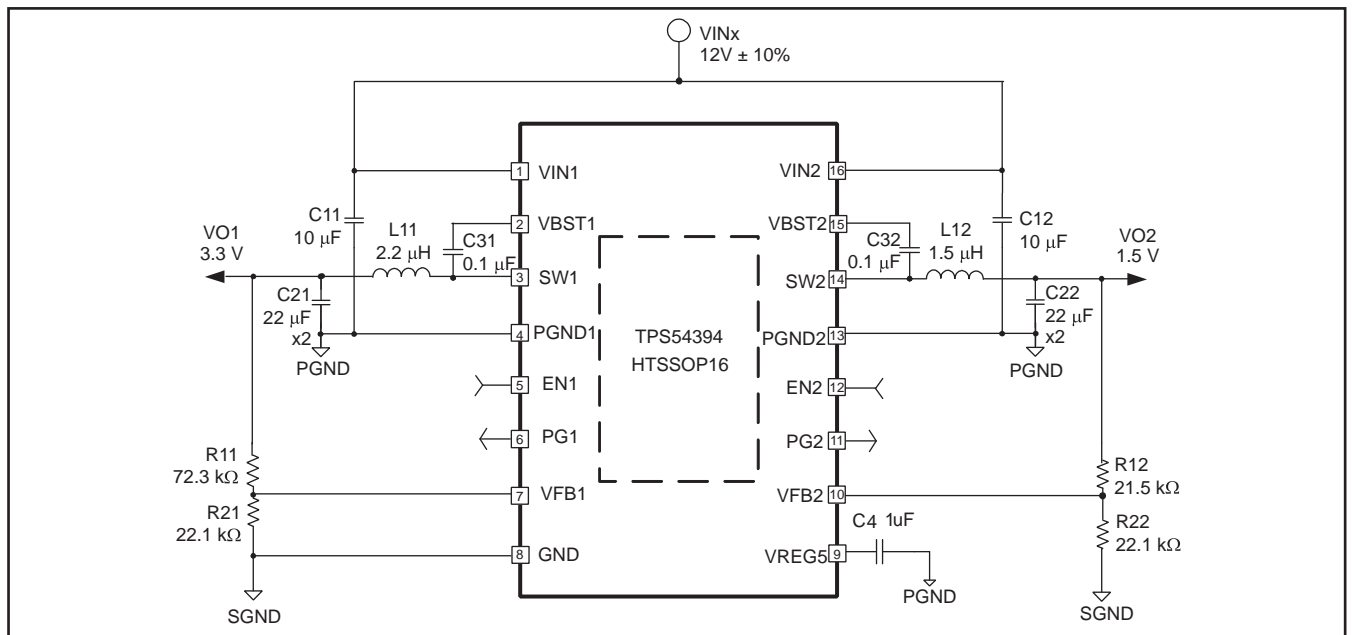 VINx
12V ± 10%
1
VIN1
VIN2
16
C11
10 μF
2
VBST1
VBST2
15
C12
10 μF
VO1
3.3 V
L11
2.2 μH
C31
0.1 μF
C32
0.1 μF
L12
1.5 μH
VO2
1.5 V
3
SW1
SW2
14
C21
22 μF
x2
C22
22 μF
x2
4
PGND1
PGND2
13
TPS54394
HTSSOP16
PGND
PGND
5
EN1
EN2
12
6
PG1
PG2
11
R11
72.3 kΩ
R12
21.5 kΩ
7
VFB1
VFB2
10
R21
22.1 kΩ
C4 1uF
R22
22.1 kΩ
8
GND
VREG5
9
SGND
PGND
SGND